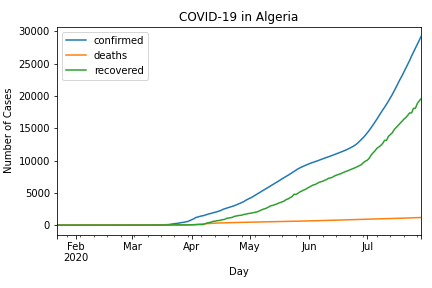 COVID-19 in Algeria
confirmed
deaths
recovered
Number of Cases
30000
25000
20000
15000
10000
5000
0
Feb Mar Apr May Jun Jul
2020
Day